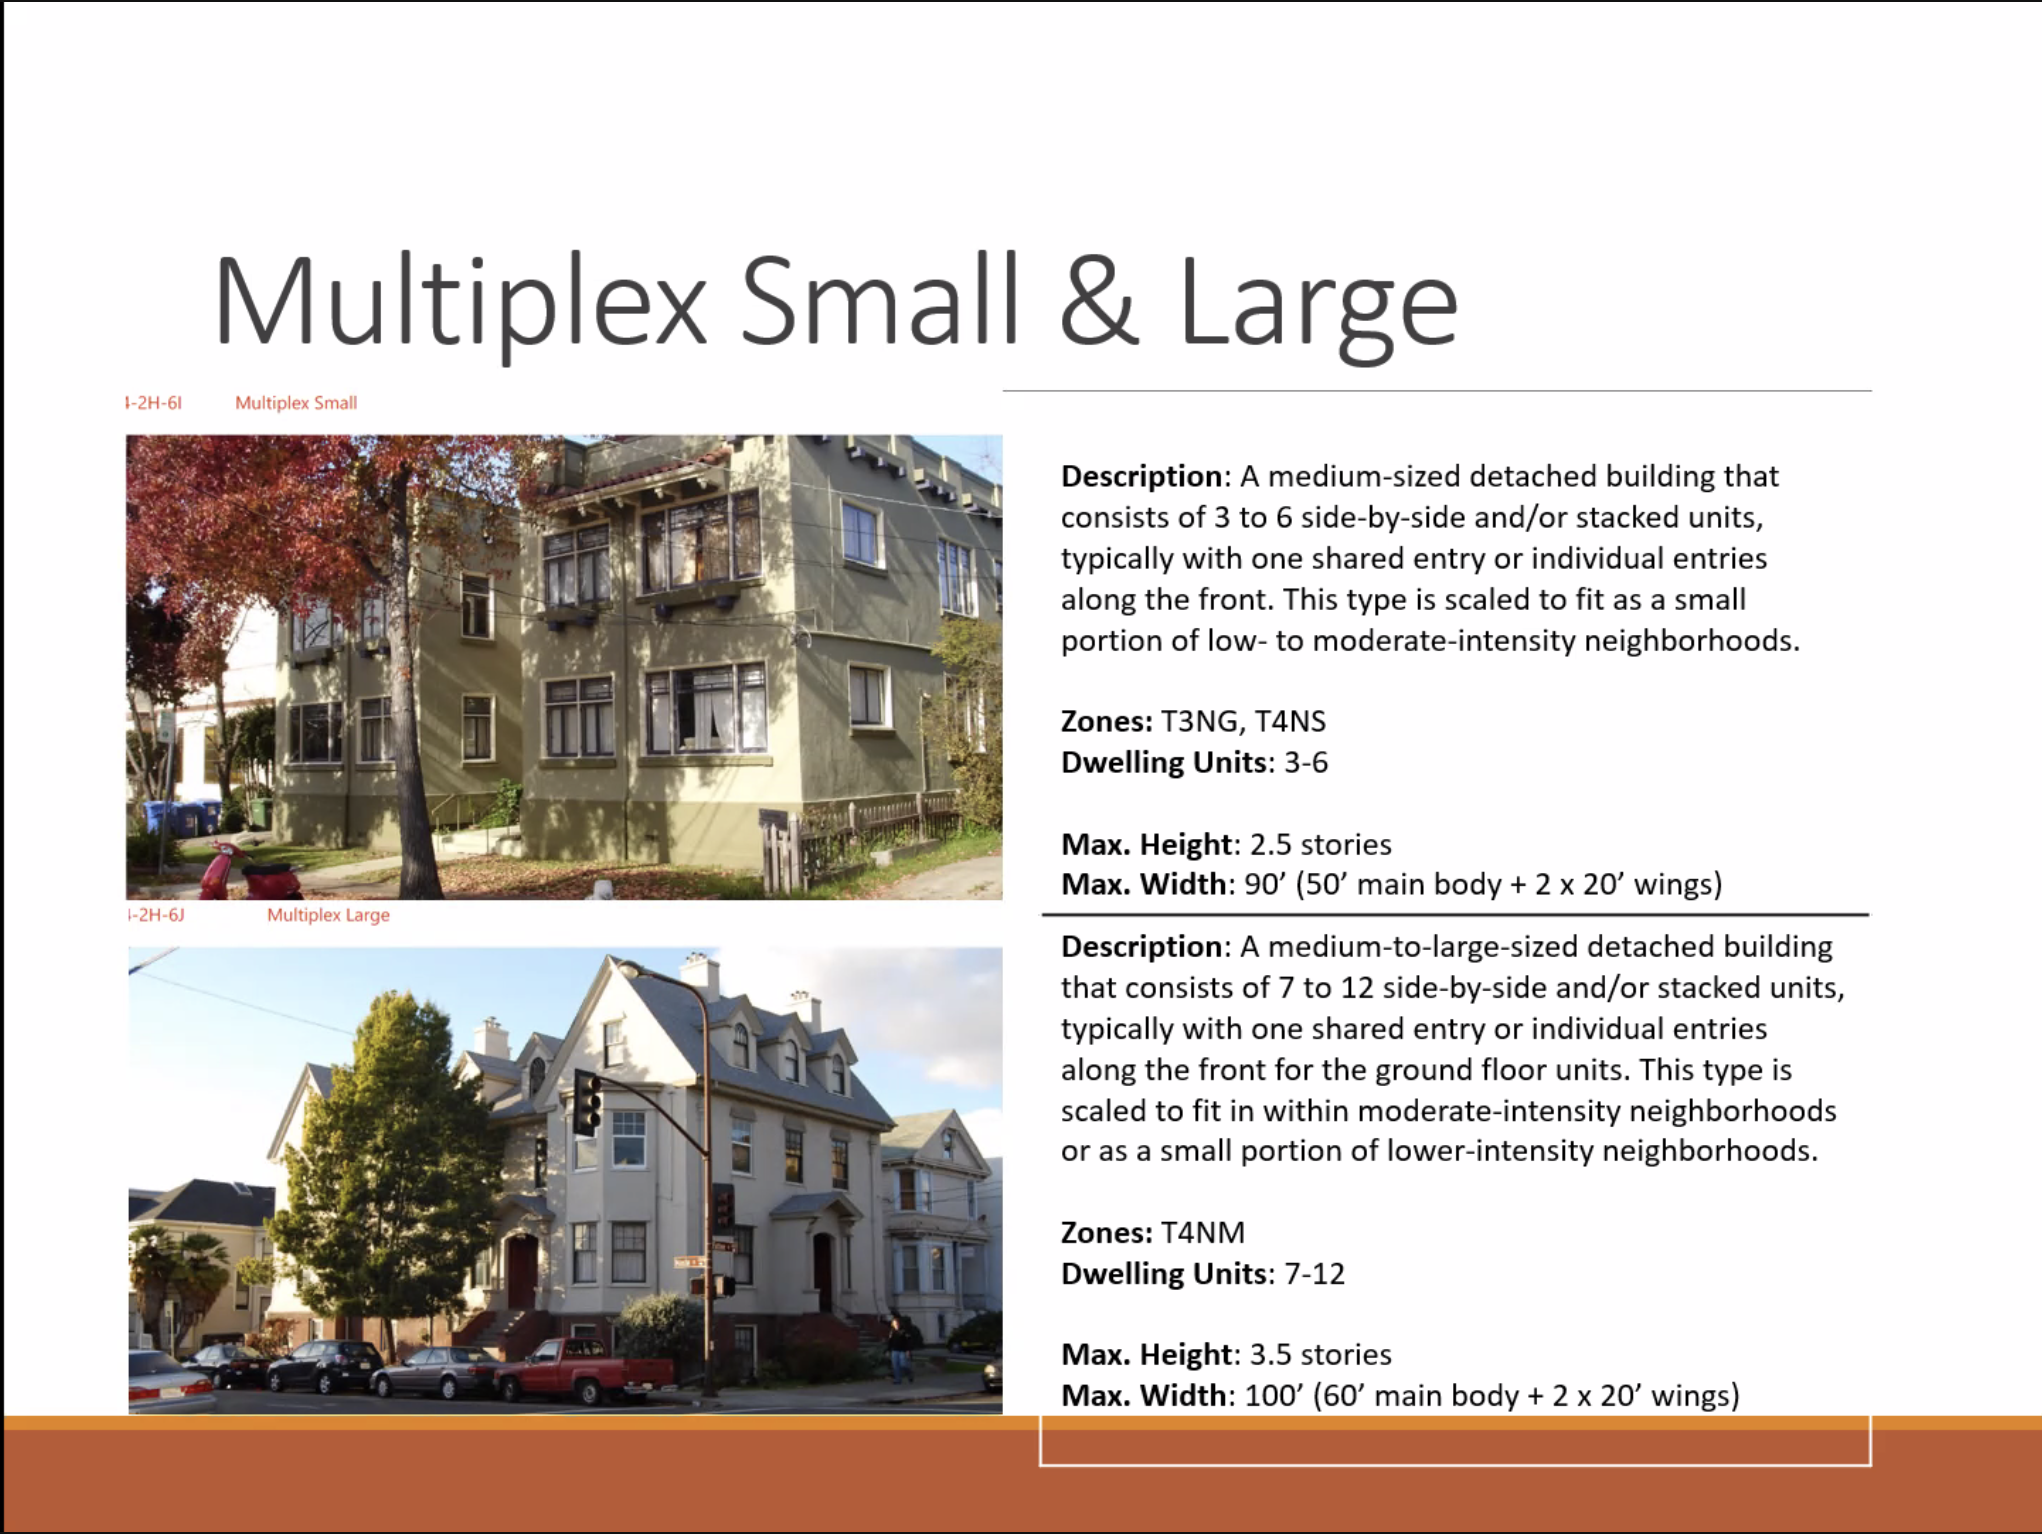 Multiplex Small & Large
4-2H-6I Multiplex Small
Description: A medium-sized detached building that
consists of 3 to 6 side-by-side and/or stacked units,
typically with one shared entry or individual entries
along the front. This type is scaled to fit as a small
portion of low- to moderate-intensity neighborhoods.
Zones: T3NG, T4NS
Dwelling Units: 3-6
Max. Height: 2.5 stories
Max. Width: 90’ (50’ main body + 2 x 20’ wings)
-2H-6J Multiplex Large
Description: A medium-to-large-sized detached building
that consists of 7 to 12 side-by-side and/or stacked units,
typically with one shared entry or individual entries
along the front for the ground floor units. This type is
scaled to fit in within moderate-intensity neighborhoods
or as a small portion of lower-intensity neighborhoods.
Zones: T4NM
Dwelling Units: 7-12
Max. Height: 3.5 stories
Max. Width: 100’ (60’ main body + 2 x 20’ wings)